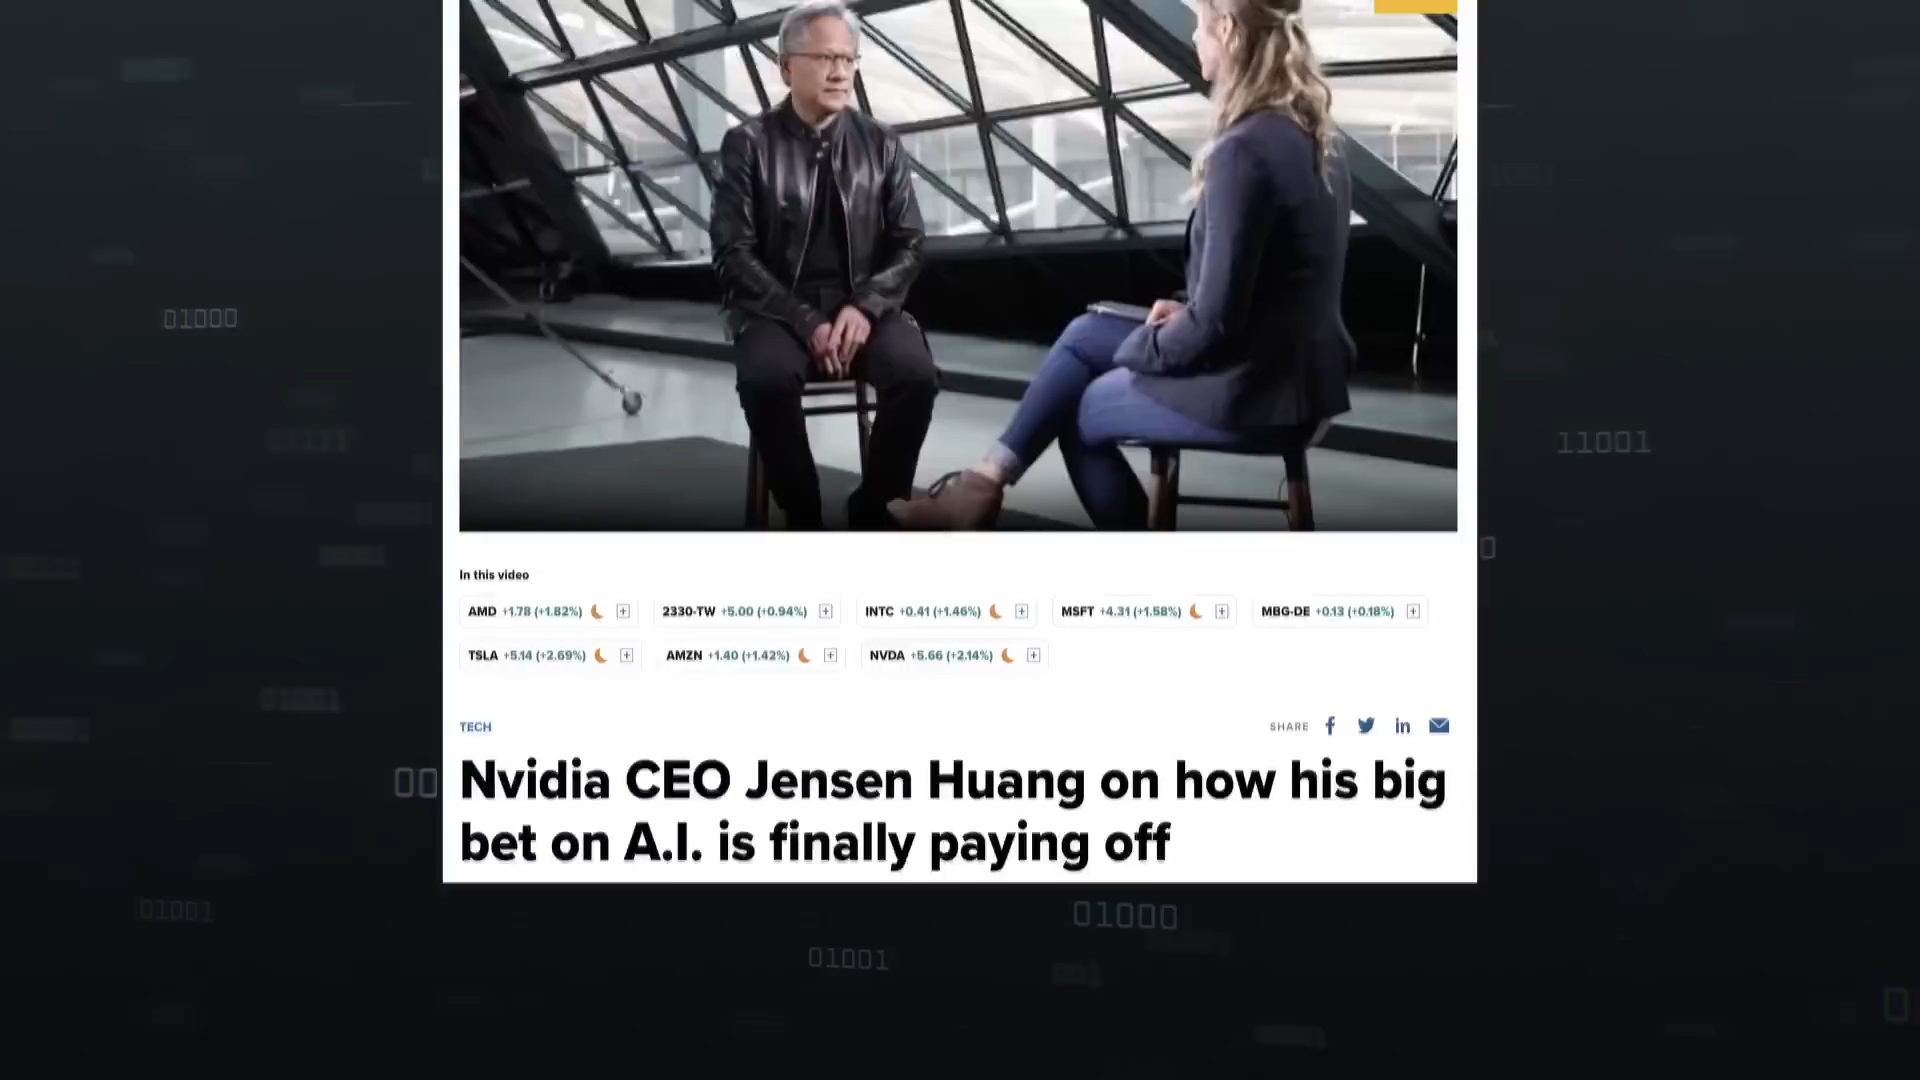 01000
11001
In this video
AMD +1.78 (+1.82%)
2330-TW +5.00 (+0.94%)
INTC +0.41 (+1.46%)
MSFT +4.31 (+1.58%)
MBG-DE +0.13 (+0.18%)
TSLA +5.14 (+2.69%)
AMZN +1.40 (+1.42%)
NVDA +5.66 (+2.14%)
01001
TECH
SHARE
00
Nvidia CEO Jensen Huang on how his big
bet on A.I. is finally paying off
01001
01000
01001